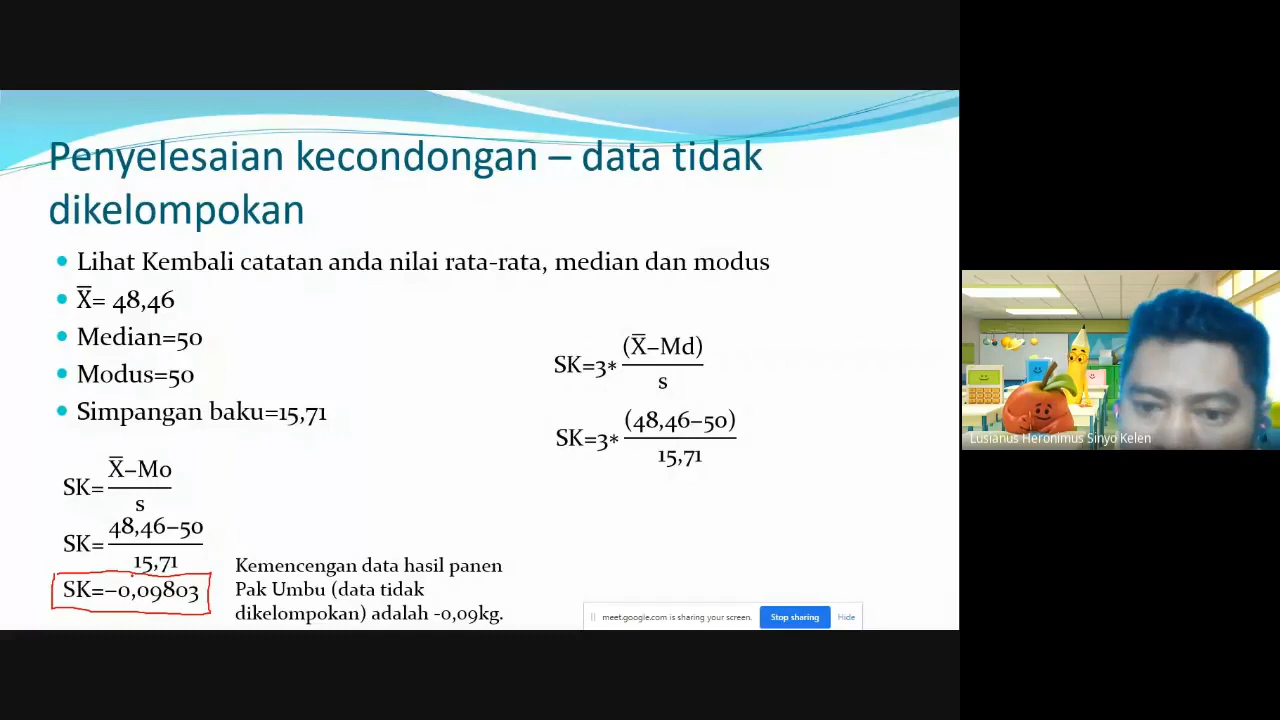 Penyelesaian kecondongan – data tidak
dikelompokan
• Lihat Kembali catatan anda nilai rata-rata, median dan modus
• X̅= 48,46
• Median=50
• Modus=50
• Simpangan baku=15,71
SK=(X̅–Mo)/s
SK=(48,46–50)/15,71
SK=–0,09803
Kemencengan data hasil panen
Pak Umbu (data tidak
dikelompokan) adalah -0,09kg.
SK=3*(X̅–Md)/s
SK=3*(48,46–50)/15,71
meet.google.com is sharing your screen. Stop sharing Hide
Lusianus Heronimus Sinyo Kelen